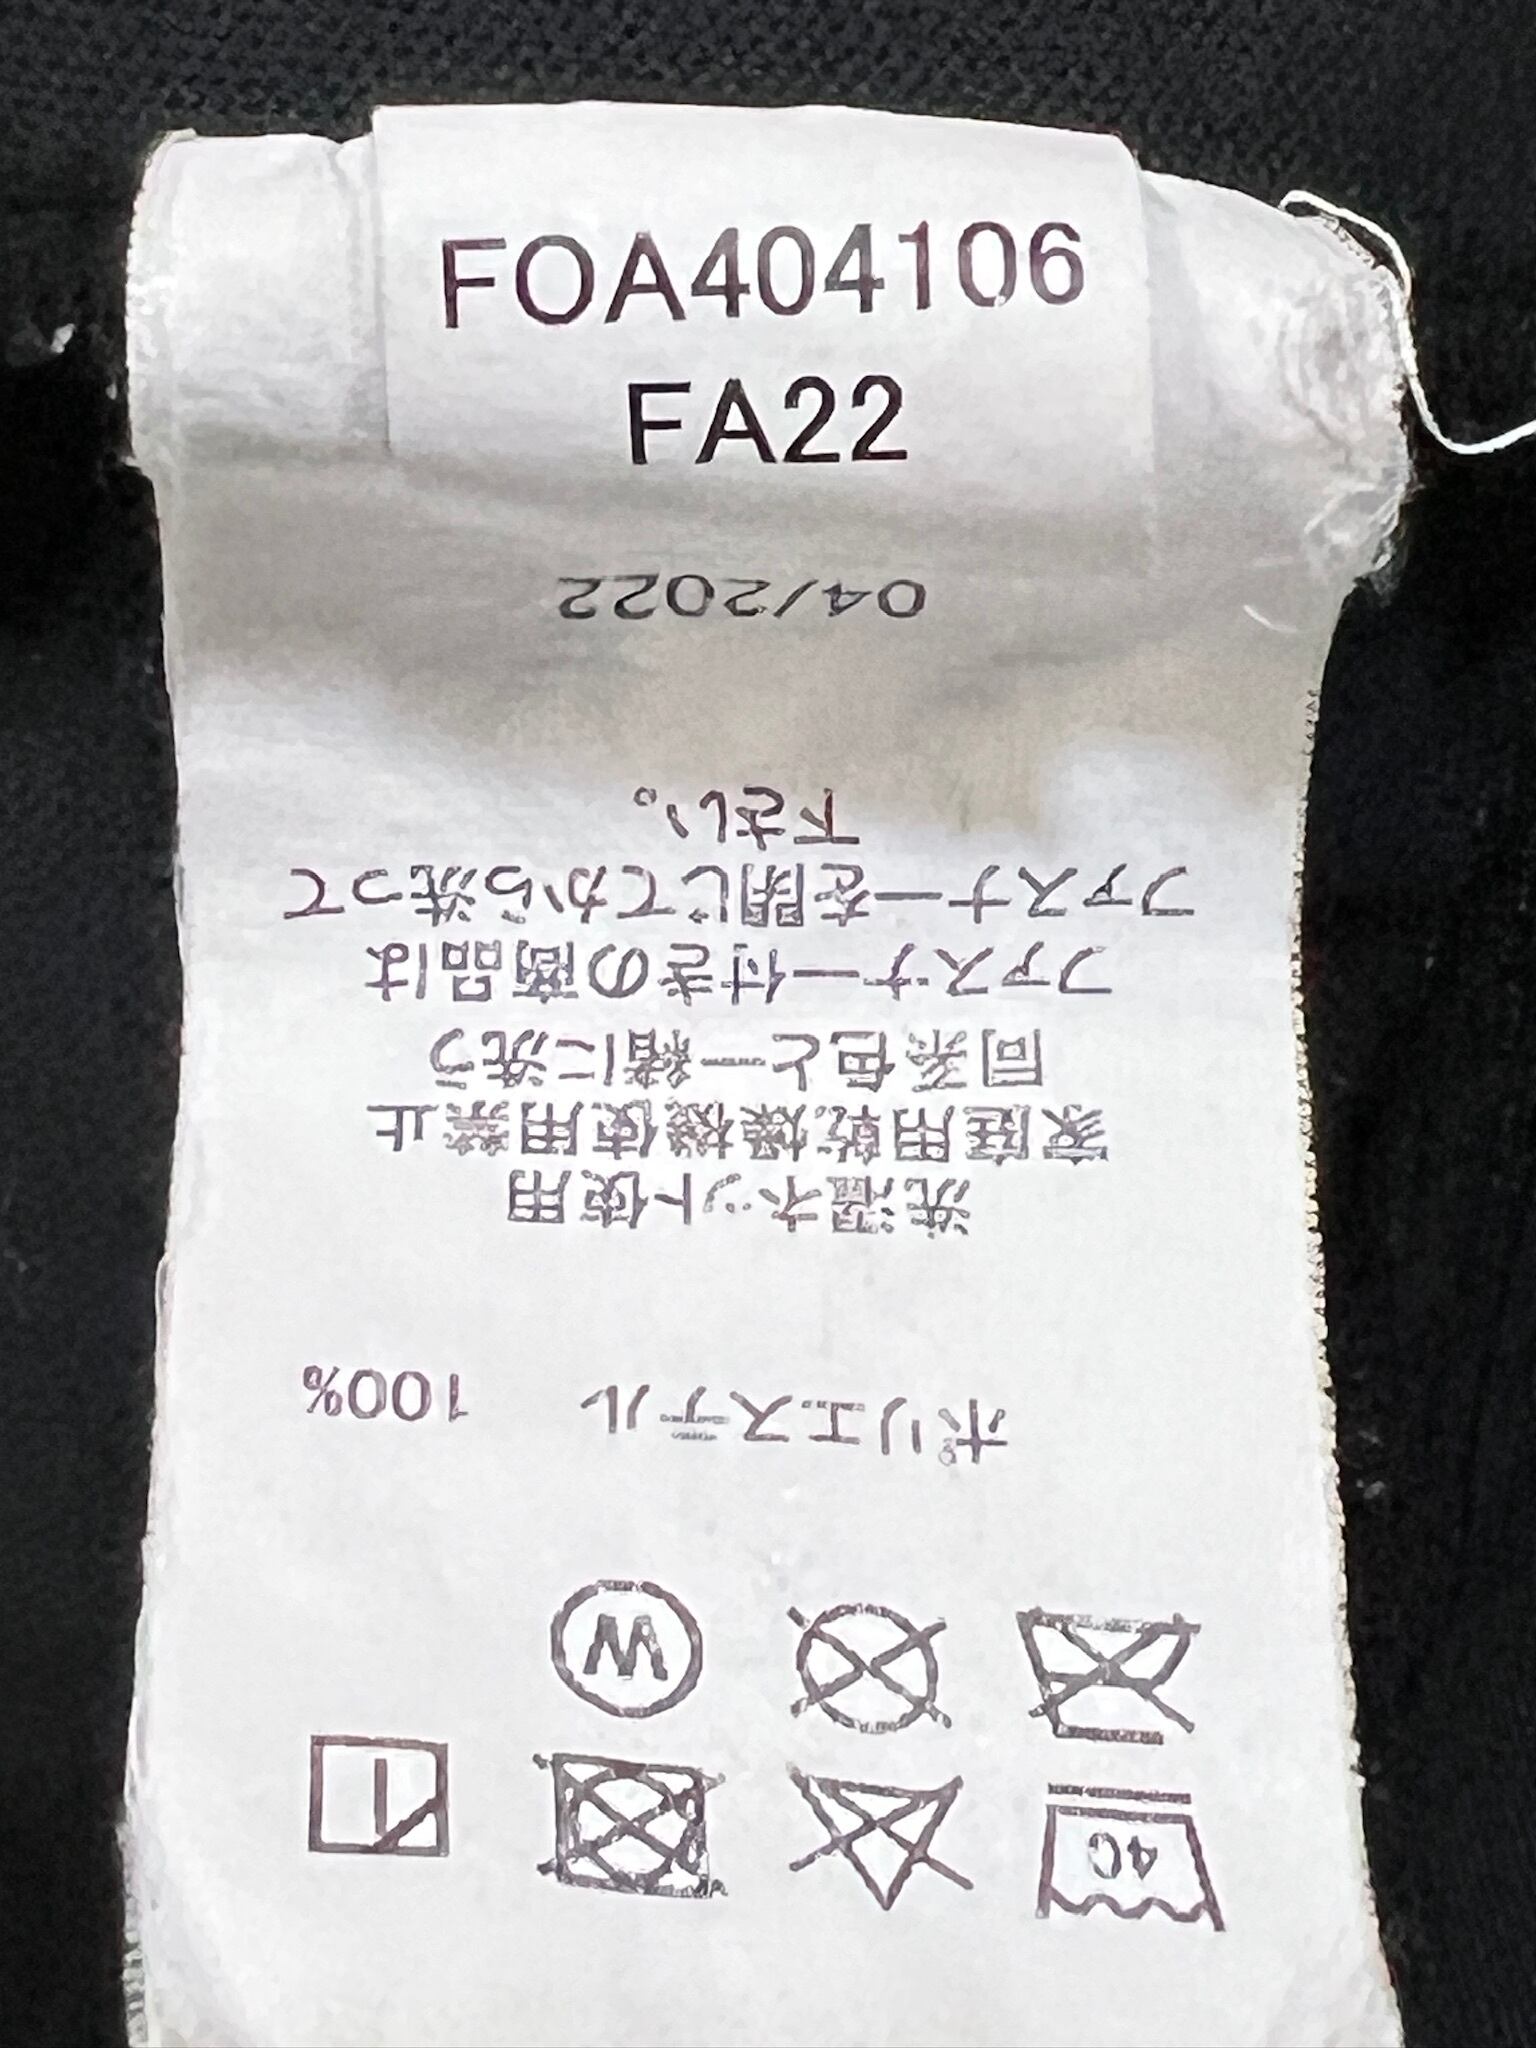 FOA404106
FA22
40
W
ポリエステル 100%
洗濯ネット使用
家庭用乾燥機使用禁止
同系色と一緒に洗う
ファスナー付きの商品は
ファスナーを閉じてから洗って
下さい。
04/2022